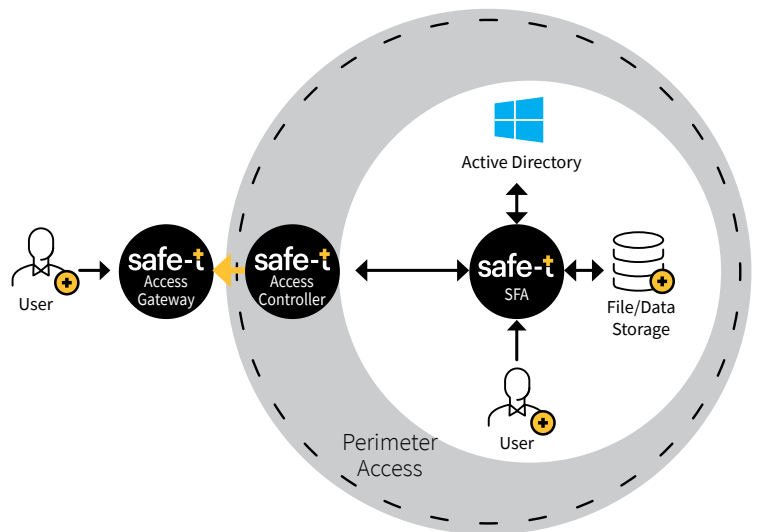 Active Directory
safe-t
Access
Gateway
safe-t
Access
Controller
safe-t
SFA
User
File/Data
Storage
User
Perimeter
Access